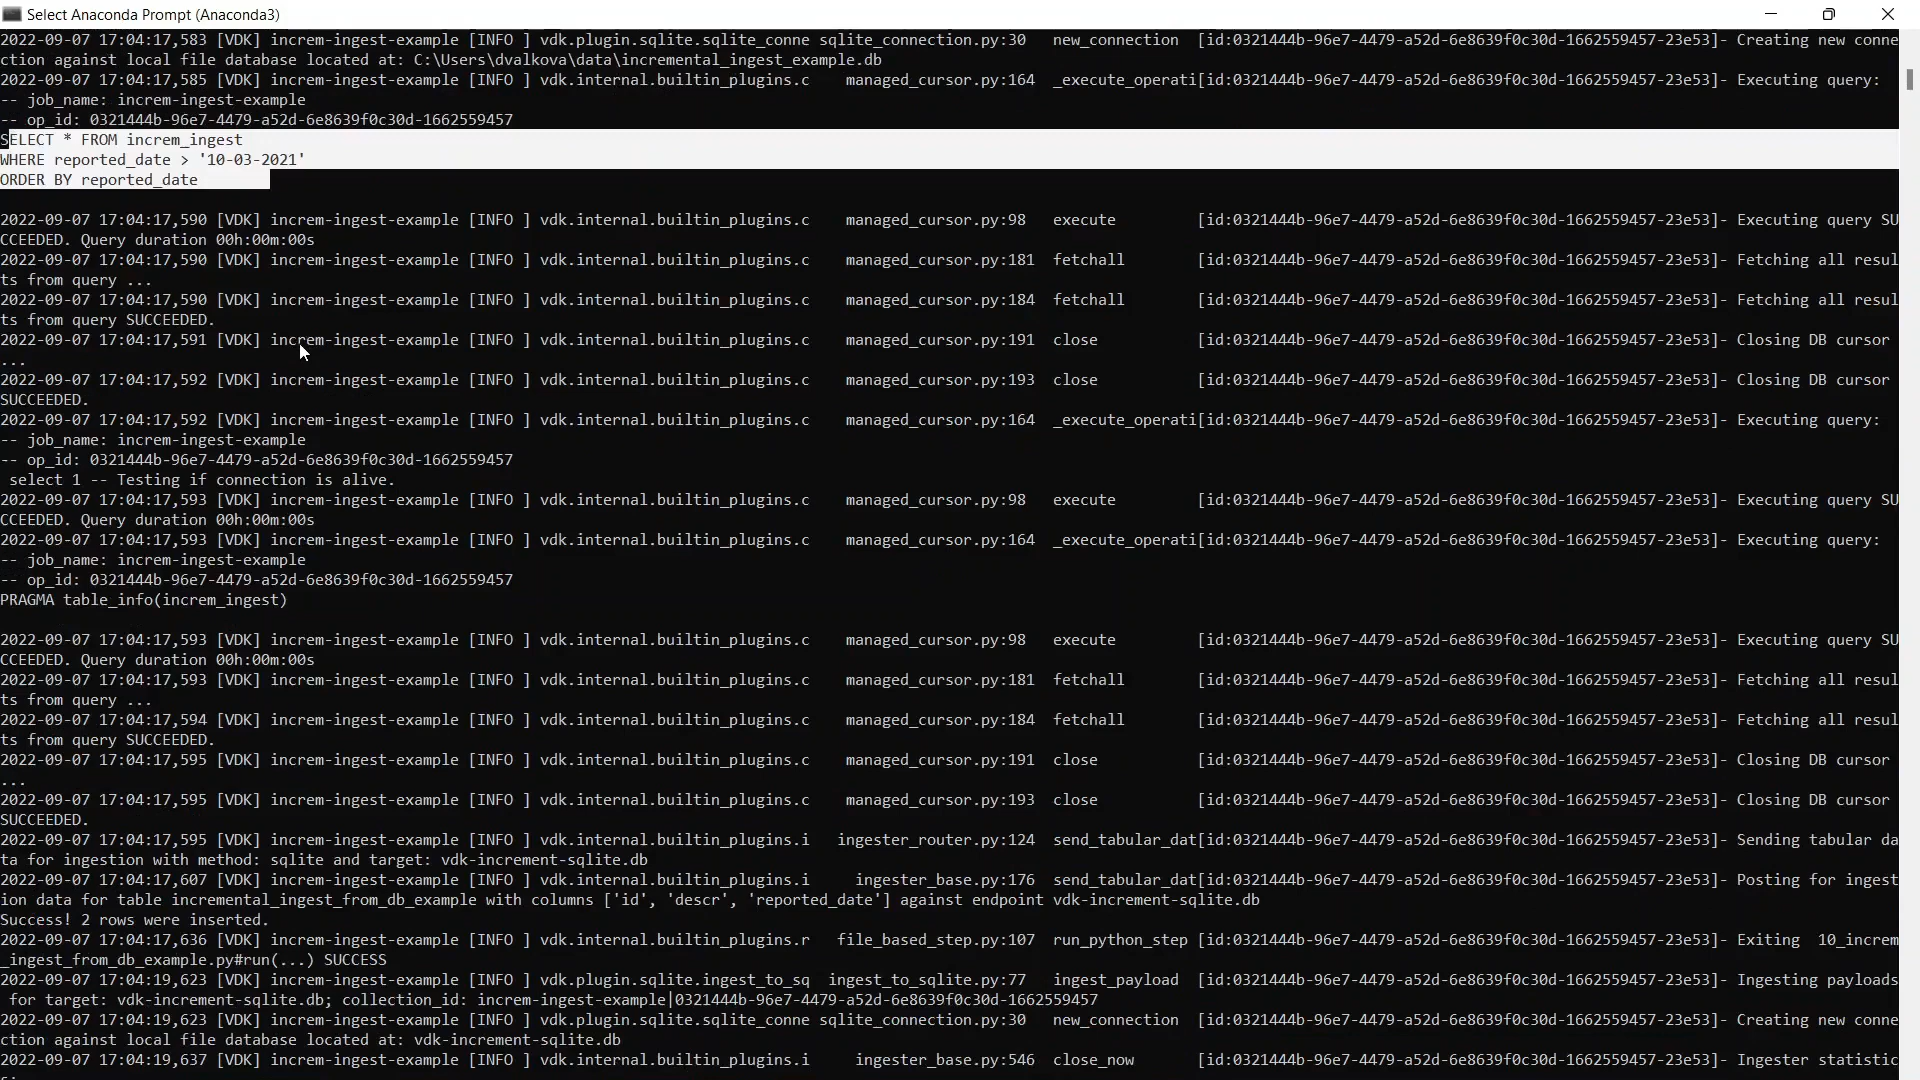 Select Anaconda Prompt (Anaconda3)
2022-09-07 17:04:17,583 [VDK] increm-ingest-example [INFO ] vdk.plugin.sqlite.sqlite_conne sqlite_connection.py:30   new_connection  [id:0321444b-96e7-4479-a52d-6e8639f0c30d-1662559457-23e53]- Creating new conne
ction against local file database located at: C:\Users\dvalkova\data\incremental_ingest_example.db
2022-09-07 17:04:17,585 [VDK] increm-ingest-example [INFO ] vdk.internal.builtin_plugins.c    managed_cursor.py:164  _execute_operati[id:0321444b-96e7-4479-a52d-6e8639f0c30d-1662559457-23e53]- Executing query:
-- job_name: increm-ingest-example
-- op_id: 0321444b-96e7-4479-a52d-6e8639f0c30d-1662559457
SELECT * FROM increm_ingest
WHERE reported_date > '10-03-2021'
ORDER BY reported_date
2022-09-07 17:04:17,590 [VDK] increm-ingest-example [INFO ] vdk.internal.builtin_plugins.c    managed_cursor.py:98   execute         [id:0321444b-96e7-4479-a52d-6e8639f0c30d-1662559457-23e53]- Executing query SU
CCEEDED. Query duration 00h:00m:00s
2022-09-07 17:04:17,590 [VDK] increm-ingest-example [INFO ] vdk.internal.builtin_plugins.c    managed_cursor.py:181  fetchall        [id:0321444b-96e7-4479-a52d-6e8639f0c30d-1662559457-23e53]- Fetching all resul
ts from query ...
2022-09-07 17:04:17,590 [VDK] increm-ingest-example [INFO ] vdk.internal.builtin_plugins.c    managed_cursor.py:184  fetchall        [id:0321444b-96e7-4479-a52d-6e8639f0c30d-1662559457-23e53]- Fetching all resul
ts from query SUCCEEDED.
2022-09-07 17:04:17,591 [VDK] increm-ingest-example [INFO ] vdk.internal.builtin_plugins.c    managed_cursor.py:191  close           [id:0321444b-96e7-4479-a52d-6e8639f0c30d-1662559457-23e53]- Closing DB cursor
...
2022-09-07 17:04:17,592 [VDK] increm-ingest-example [INFO ] vdk.internal.builtin_plugins.c    managed_cursor.py:193  close           [id:0321444b-96e7-4479-a52d-6e8639f0c30d-1662559457-23e53]- Closing DB cursor
SUCCEEDED.
2022-09-07 17:04:17,592 [VDK] increm-ingest-example [INFO ] vdk.internal.builtin_plugins.c    managed_cursor.py:164  _execute_operati[id:0321444b-96e7-4479-a52d-6e8639f0c30d-1662559457-23e53]- Executing query:
-- job_name: increm-ingest-example
-- op_id: 0321444b-96e7-4479-a52d-6e8639f0c30d-1662559457
select 1 -- Testing if connection is alive.
2022-09-07 17:04:17,593 [VDK] increm-ingest-example [INFO ] vdk.internal.builtin_plugins.c    managed_cursor.py:98   execute         [id:0321444b-96e7-4479-a52d-6e8639f0c30d-1662559457-23e53]- Executing query SU
CCEEDED. Query duration 00h:00m:00s
2022-09-07 17:04:17,593 [VDK] increm-ingest-example [INFO ] vdk.internal.builtin_plugins.c    managed_cursor.py:164  _execute_operati[id:0321444b-96e7-4479-a52d-6e8639f0c30d-1662559457-23e53]- Executing query:
-- job_name: increm-ingest-example
-- op_id: 0321444b-96e7-4479-a52d-6e8639f0c30d-1662559457
PRAGMA table_info(increm_ingest)
2022-09-07 17:04:17,593 [VDK] increm-ingest-example [INFO ] vdk.internal.builtin_plugins.c    managed_cursor.py:98   execute         [id:0321444b-96e7-4479-a52d-6e8639f0c30d-1662559457-23e53]- Executing query SU
CCEEDED. Query duration 00h:00m:00s
2022-09-07 17:04:17,593 [VDK] increm-ingest-example [INFO ] vdk.internal.builtin_plugins.c    managed_cursor.py:181  fetchall        [id:0321444b-96e7-4479-a52d-6e8639f0c30d-1662559457-23e53]- Fetching all resul
ts from query ...
2022-09-07 17:04:17,594 [VDK] increm-ingest-example [INFO ] vdk.internal.builtin_plugins.c    managed_cursor.py:184  fetchall        [id:0321444b-96e7-4479-a52d-6e8639f0c30d-1662559457-23e53]- Fetching all resul
ts from query SUCCEEDED.
2022-09-07 17:04:17,595 [VDK] increm-ingest-example [INFO ] vdk.internal.builtin_plugins.c    managed_cursor.py:191  close           [id:0321444b-96e7-4479-a52d-6e8639f0c30d-1662559457-23e53]- Closing DB cursor
...
2022-09-07 17:04:17,595 [VDK] increm-ingest-example [INFO ] vdk.internal.builtin_plugins.c    managed_cursor.py:193  close           [id:0321444b-96e7-4479-a52d-6e8639f0c30d-1662559457-23e53]- Closing DB cursor
SUCCEEDED.
2022-09-07 17:04:17,595 [VDK] increm-ingest-example [INFO ] vdk.internal.builtin_plugins.i   ingester_router.py:124  send_tabular_dat[id:0321444b-96e7-4479-a52d-6e8639f0c30d-1662559457-23e53]- Sending tabular da
ta for ingestion with method: sqlite and target: vdk-increment-sqlite.db
2022-09-07 17:04:17,607 [VDK] increm-ingest-example [INFO ] vdk.internal.builtin_plugins.i     ingester_base.py:176  send_tabular_dat[id:0321444b-96e7-4479-a52d-6e8639f0c30d-1662559457-23e53]- Posting for ingest
ion data for table incremental_ingest_from_db_example with columns ['id', 'descr', 'reported_date'] against endpoint vdk-increment-sqlite.db
Success! 2 rows were inserted.
2022-09-07 17:04:17,636 [VDK] increm-ingest-example [INFO ] vdk.internal.builtin_plugins.r   file_based_step.py:107  run_python_step [id:0321444b-96e7-4479-a52d-6e8639f0c30d-1662559457-23e53]- Exiting  10_increm
_ingest_from_db_example.py#run(...) SUCCESS
2022-09-07 17:04:19,623 [VDK] increm-ingest-example [INFO ] vdk.plugin.sqlite.ingest_to_sq  ingest_to_sqlite.py:77   ingest_payload  [id:0321444b-96e7-4479-a52d-6e8639f0c30d-1662559457-23e53]- Ingesting payloads
for target: vdk-increment-sqlite.db; collection_id: increm-ingest-example|0321444b-96e7-4479-a52d-6e8639f0c30d-1662559457
2022-09-07 17:04:19,623 [VDK] increm-ingest-example [INFO ] vdk.plugin.sqlite.sqlite_conne sqlite_connection.py:30   new_connection  [id:0321444b-96e7-4479-a52d-6e8639f0c30d-1662559457-23e53]- Creating new conne
ction against local file database located at: vdk-increment-sqlite.db
2022-09-07 17:04:19,637 [VDK] increm-ingest-example [INFO ] vdk.internal.builtin_plugins.i     ingester_base.py:546  close_now       [id:0321444b-96e7-4479-a52d-6e8639f0c30d-1662559457-23e53]- Ingester statistic